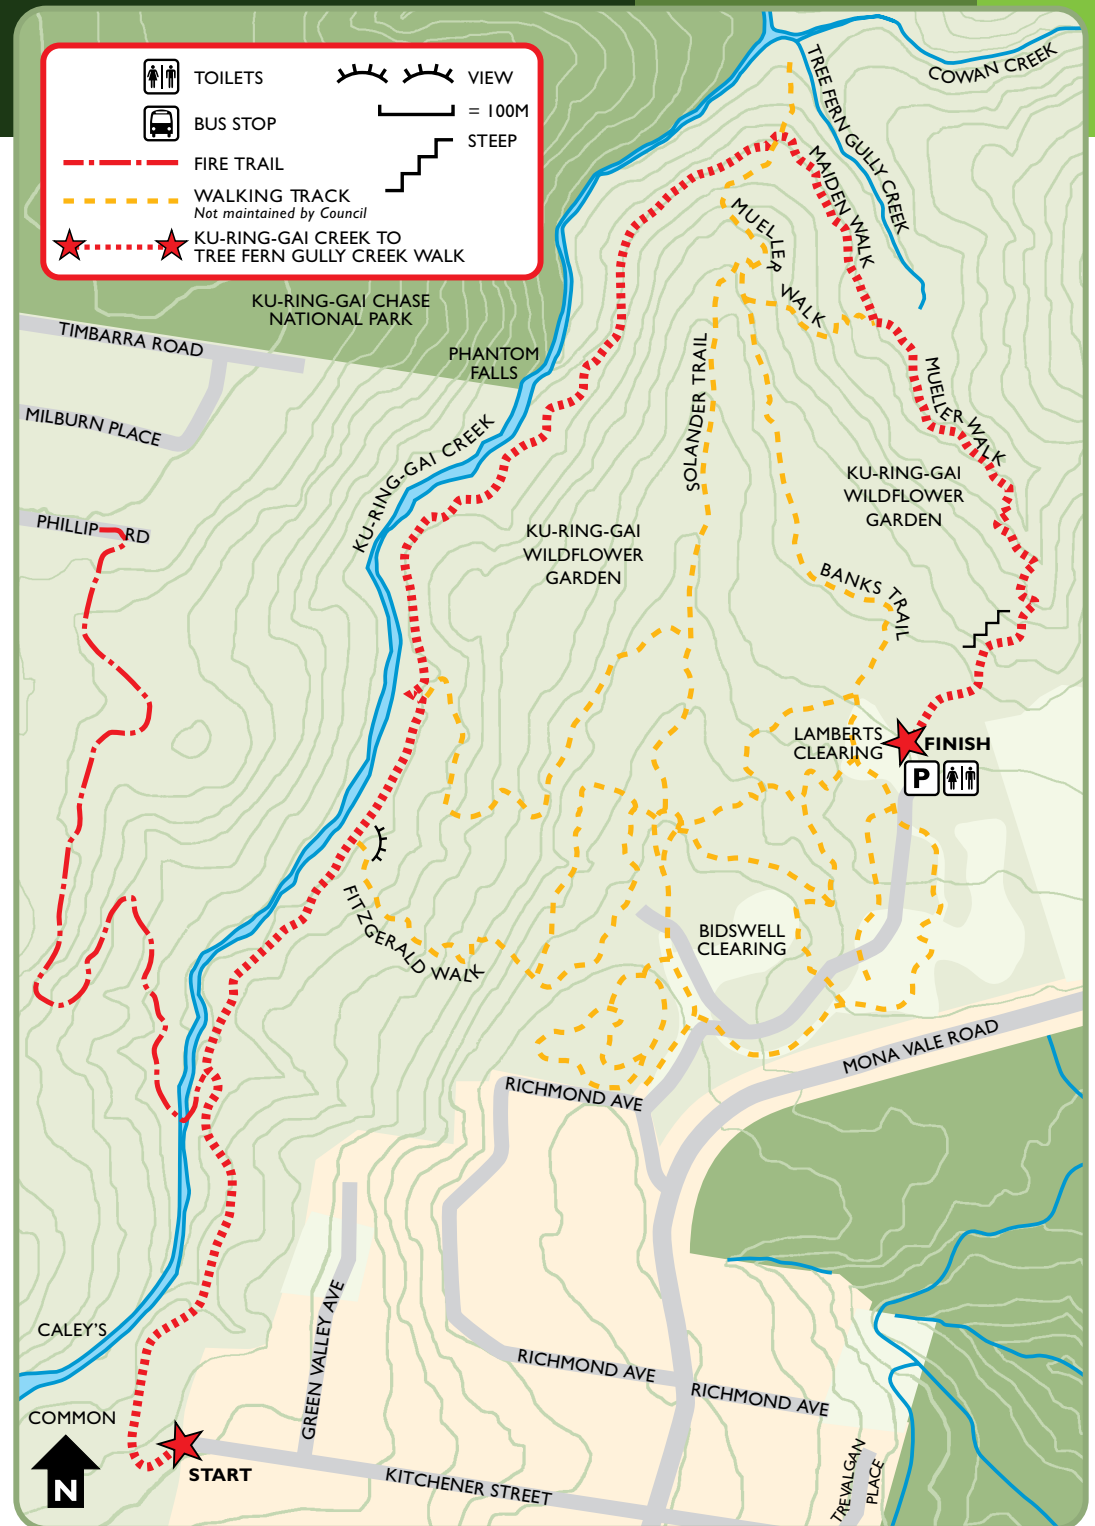 TOILETS
VIEW
= 100M
BUS STOP
STEEP
FIRE TRAIL
WALKING TRACK
Not maintained by Council
KU-RING-GAI CREEK TO
TREE FERN GULLY CREEK WALK
COWAN CREEK
TREE FERN GULLY CREEK
MAIDEN WALK
MUELLER WALK
KU-RING-GAI CHASE
NATIONAL PARK
TIMBARRA ROAD
PHANTOM
FALLS
MILBURN PLACE
SOLANDER TRAIL
MUELLER WALK
KU-RING-GAI CREEK
KU-RING-GAI
WILDFLOWER
GARDEN
KU-RING-GAI
WILDFLOWER
GARDEN
PHILLIP RD
BANKS TRAIL
LAMBERTS
CLEARING
FINISH
P
FITZGERALD WALK
BIDSWELL
CLEARING
MONA VALE ROAD
RICHMOND AVE
CALEY'S
GREEN VALLEY AVE
RICHMOND AVE
RICHMOND AVE
COMMON
START
N
KITCHENER STREET
TREVALGAN
PLACE